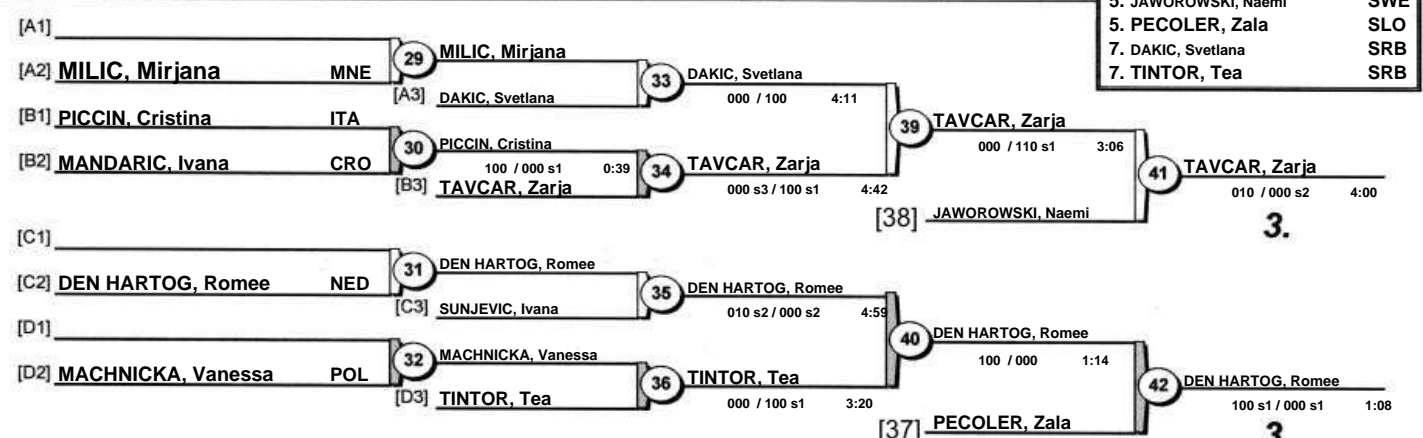 5. JAWOROWSKI, Naemi SWE
5. PECOLER, Zala SLO
7. DAKIC, Svetlana SRB
7. TINTOR, Tea SRB
[A1]
[A2] MILIC, Mirjana MNE
29
MILIC, Mirjana
[A3] DAKIC, Svetlana
33
DAKIC, Svetlana
000 / 100 4:11
[B1] PICCIN, Cristina ITA
[B2] MANDARIC, Ivana CRO
30
PICCIN, Cristina
100 / 000 s1 0:39
[B3] TAVCAR, Zarja
34
TAVCAR, Zarja
000 s3 / 100 s1 4:42
39
TAVCAR, Zarja
000 / 110 s1 3:06
[38] JAWOROWSKI, Naemi
41
TAVCAR, Zarja
010 / 000 s2 4:00
3.
[C1]
[C2] DEN HARTOG, Romee NED
31
DEN HARTOG, Romee
[C3] SUNJEVIC, Ivana
35
DEN HARTOG, Romee
010 s2 / 000 s2 4:59
[D1]
[D2] MACHNICKA, Vanessa POL
32
MACHNICKA, Vanessa
[D3] TINTOR, Tea
36
TINTOR, Tea
000 / 100 s1 3:20
40
DEN HARTOG, Romee
100 / 000 1:14
[37] PECOLER, Zala
42
DEN HARTOG, Romee
100 s1 / 000 s1 1:08
3